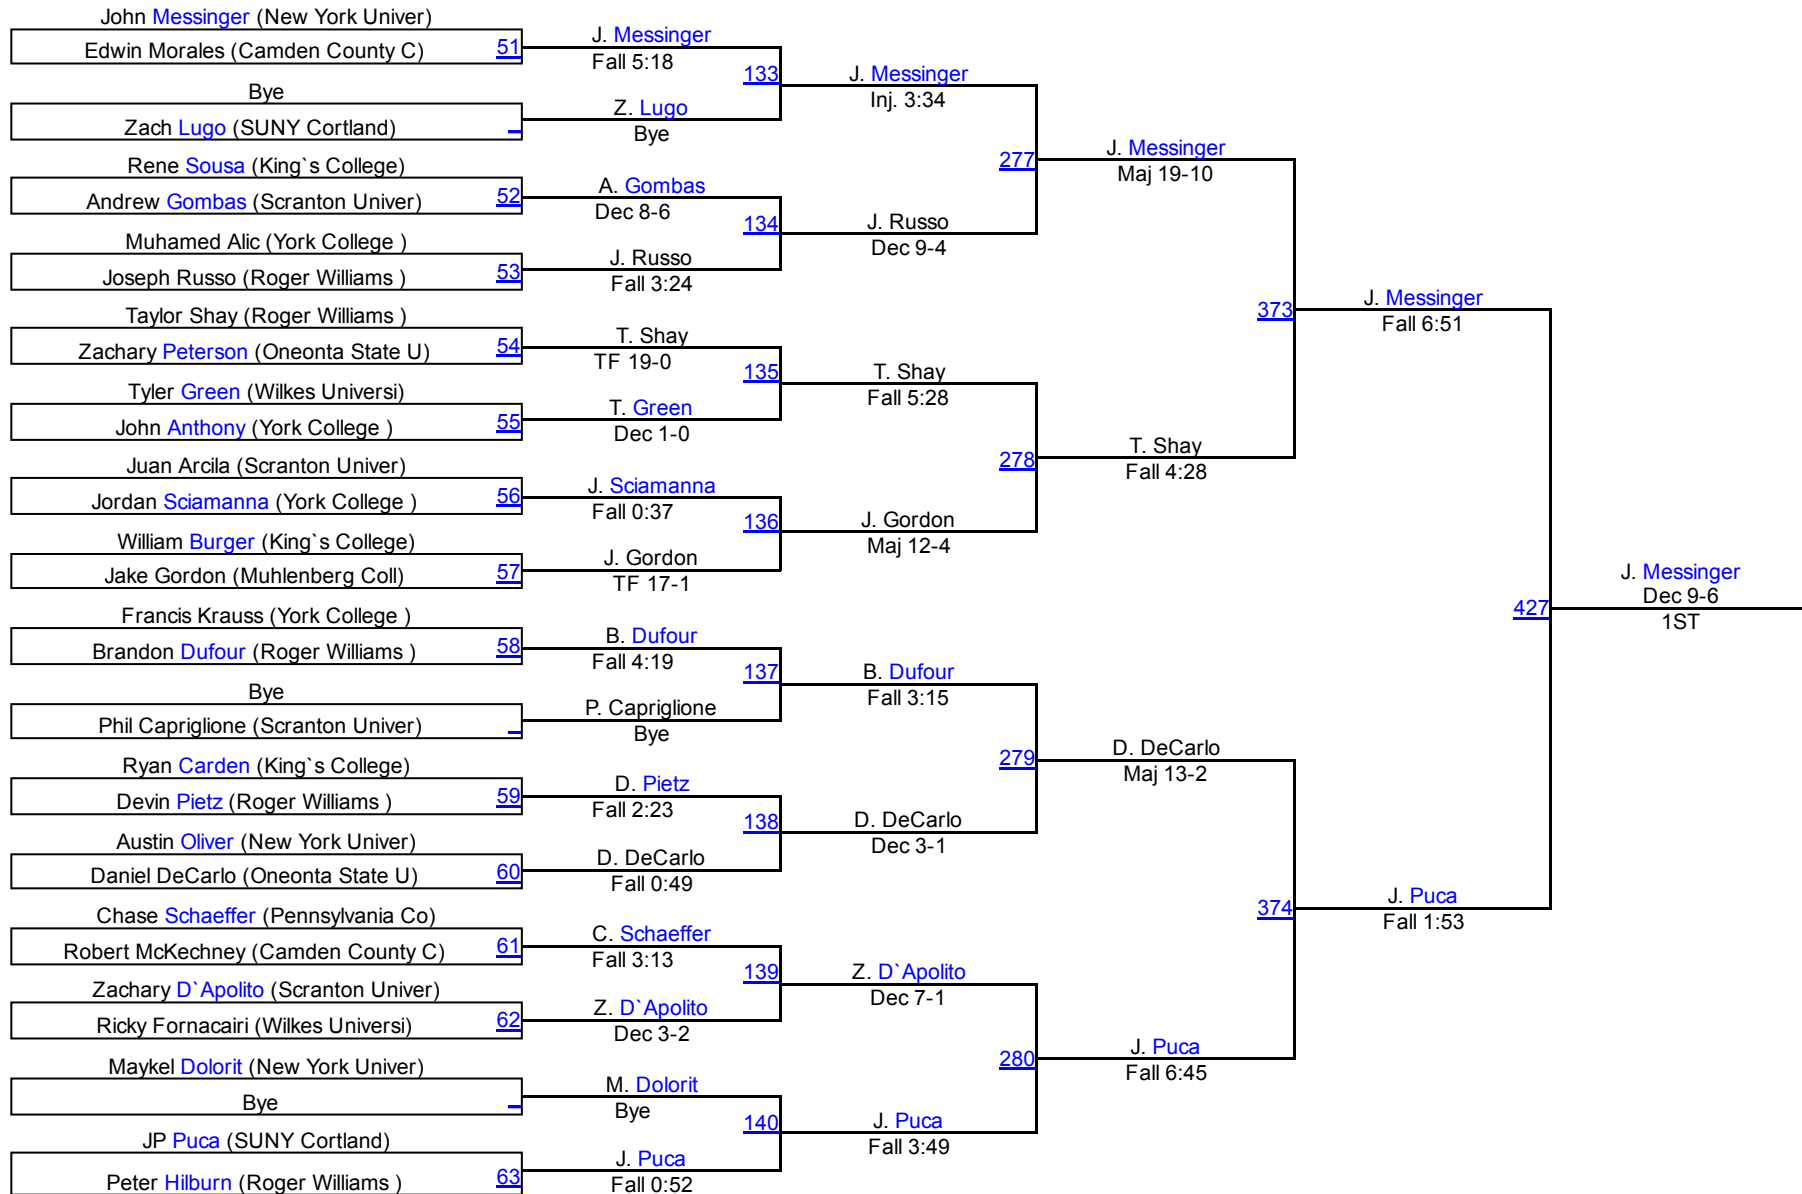 John Messinger (New York Univer)
Edwin Morales (Camden County C) 51
Bye
Zach Lugo (SUNY Cortland)
Rene Sousa (King`s College)
Andrew Gombas (Scranton Univer) 52
Muhamed Alic (York College )
Joseph Russo (Roger Williams ) 53
Taylor Shay (Roger Williams )
Zachary Peterson (Oneonta State U) 54
Tyler Green (Wilkes Universi)
John Anthony (York College ) 55
Juan Arcila (Scranton Univer)
Jordan Sciamanna (York College ) 56
William Burger (King`s College)
Jake Gordon (Muhlenberg Coll) 57
Francis Krauss (York College )
Brandon Dufour (Roger Williams ) 58
Bye
Phil Capriglione (Scranton Univer)
Ryan Carden (King`s College)
Devin Pietz (Roger Williams ) 59
Austin Oliver (New York Univer)
Daniel DeCarlo (Oneonta State U) 60
Chase Schaeffer (Pennsylvania Co)
Robert McKechney (Camden County C) 61
Zachary D`Apolito (Scranton Univer)
Ricky Fornacairi (Wilkes Universi) 62
Maykel Dolorit (New York Univer)
Bye
JP Puca (SUNY Cortland)
Peter Hilburn (Roger Williams ) 63
J. Messinger
Fall 5:18
133
Z. Lugo
Bye
A. Gombas
Dec 8-6
134
J. Russo
Fall 3:24
T. Shay
TF 19-0
135
T. Green
Dec 1-0
J. Sciamanna
Fall 0:37
136
J. Gordon
TF 17-1
B. Dufour
Fall 4:19
137
P. Capriglione
Bye
D. Pietz
Fall 2:23
138
D. DeCarlo
Fall 0:49
C. Schaeffer
Fall 3:13
139
Z. D`Apolito
Dec 3-2
M. Dolorit
Bye
140
J. Puca
Fall 0:52
J. Messinger
Inj. 3:34
277
J. Russo
Dec 9-4
T. Shay
Fall 5:28
278
J. Gordon
Maj 12-4
B. Dufour
Fall 3:15
279
D. DeCarlo
Dec 3-1
Z. D`Apolito
Dec 7-1
280
J. Puca
Fall 3:49
J. Messinger
Maj 19-10
373
T. Shay
Fall 4:28
D. DeCarlo
Maj 13-2
374
J. Puca
Fall 6:45
J. Messinger
Fall 6:51
427
J. Puca
Fall 1:53
J. Messinger
Dec 9-6
1ST